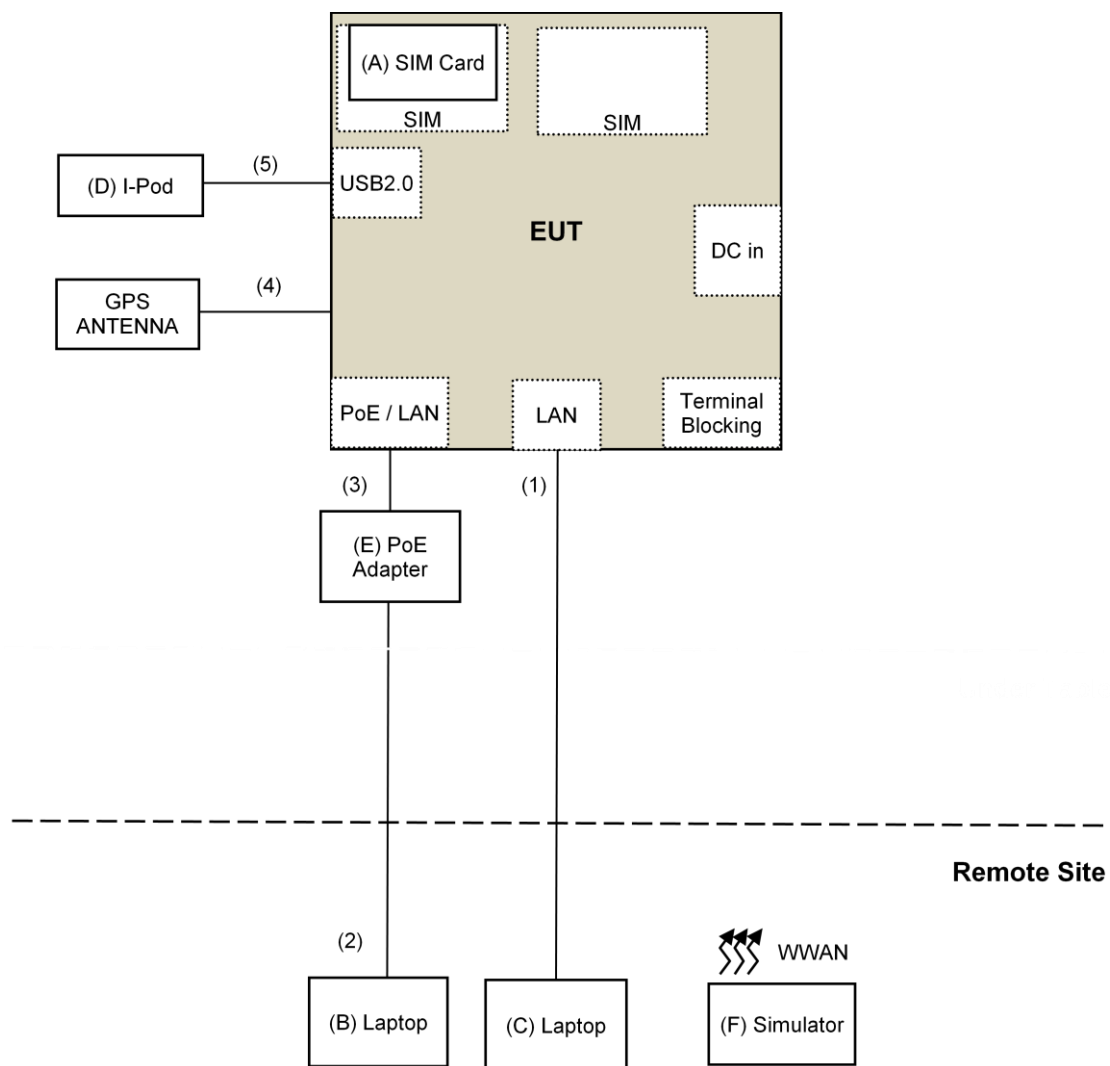 (A) SIM Card
SIM
SIM
(5)
(D) I-Pod
USB2.0
EUT
DC in
(4)
GPS
ANTENNA
PoE / LAN
LAN
Terminal
Blocking
(3)
(1)
(E) PoE
Adapter
Remote Site
(2)
WWAN
(B) Laptop
(C) Laptop
(F) Simulator